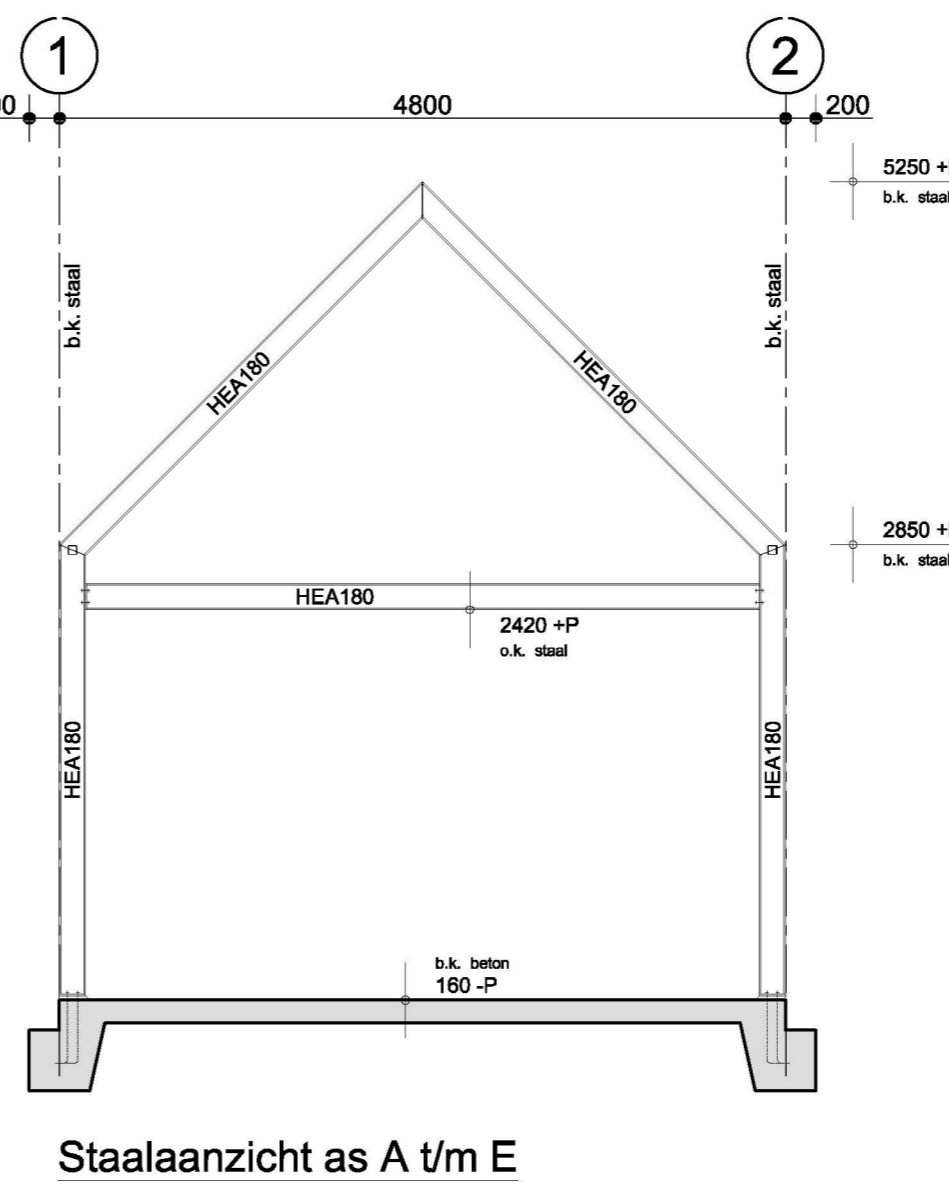 1
2
00
4800
200
5250 +
b.k. staal
b.k. staal
b.k. staal
HEA180
HEA180
2850 +
b.k. staal
HEA180
2420 +P
o.k. staal
HEA180
HEA180
b.k. beton
160 -P
Staalaanzicht as A t/m E